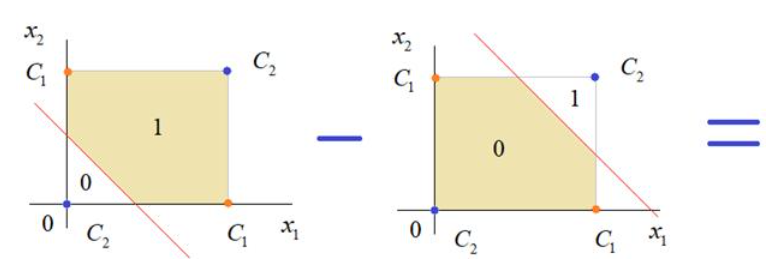 x₂
C₁
C₂
1
0
0
C₂
C₁
x₁
−
x₂
C₁
C₂
1
0
0
C₂
C₁
x₁
=